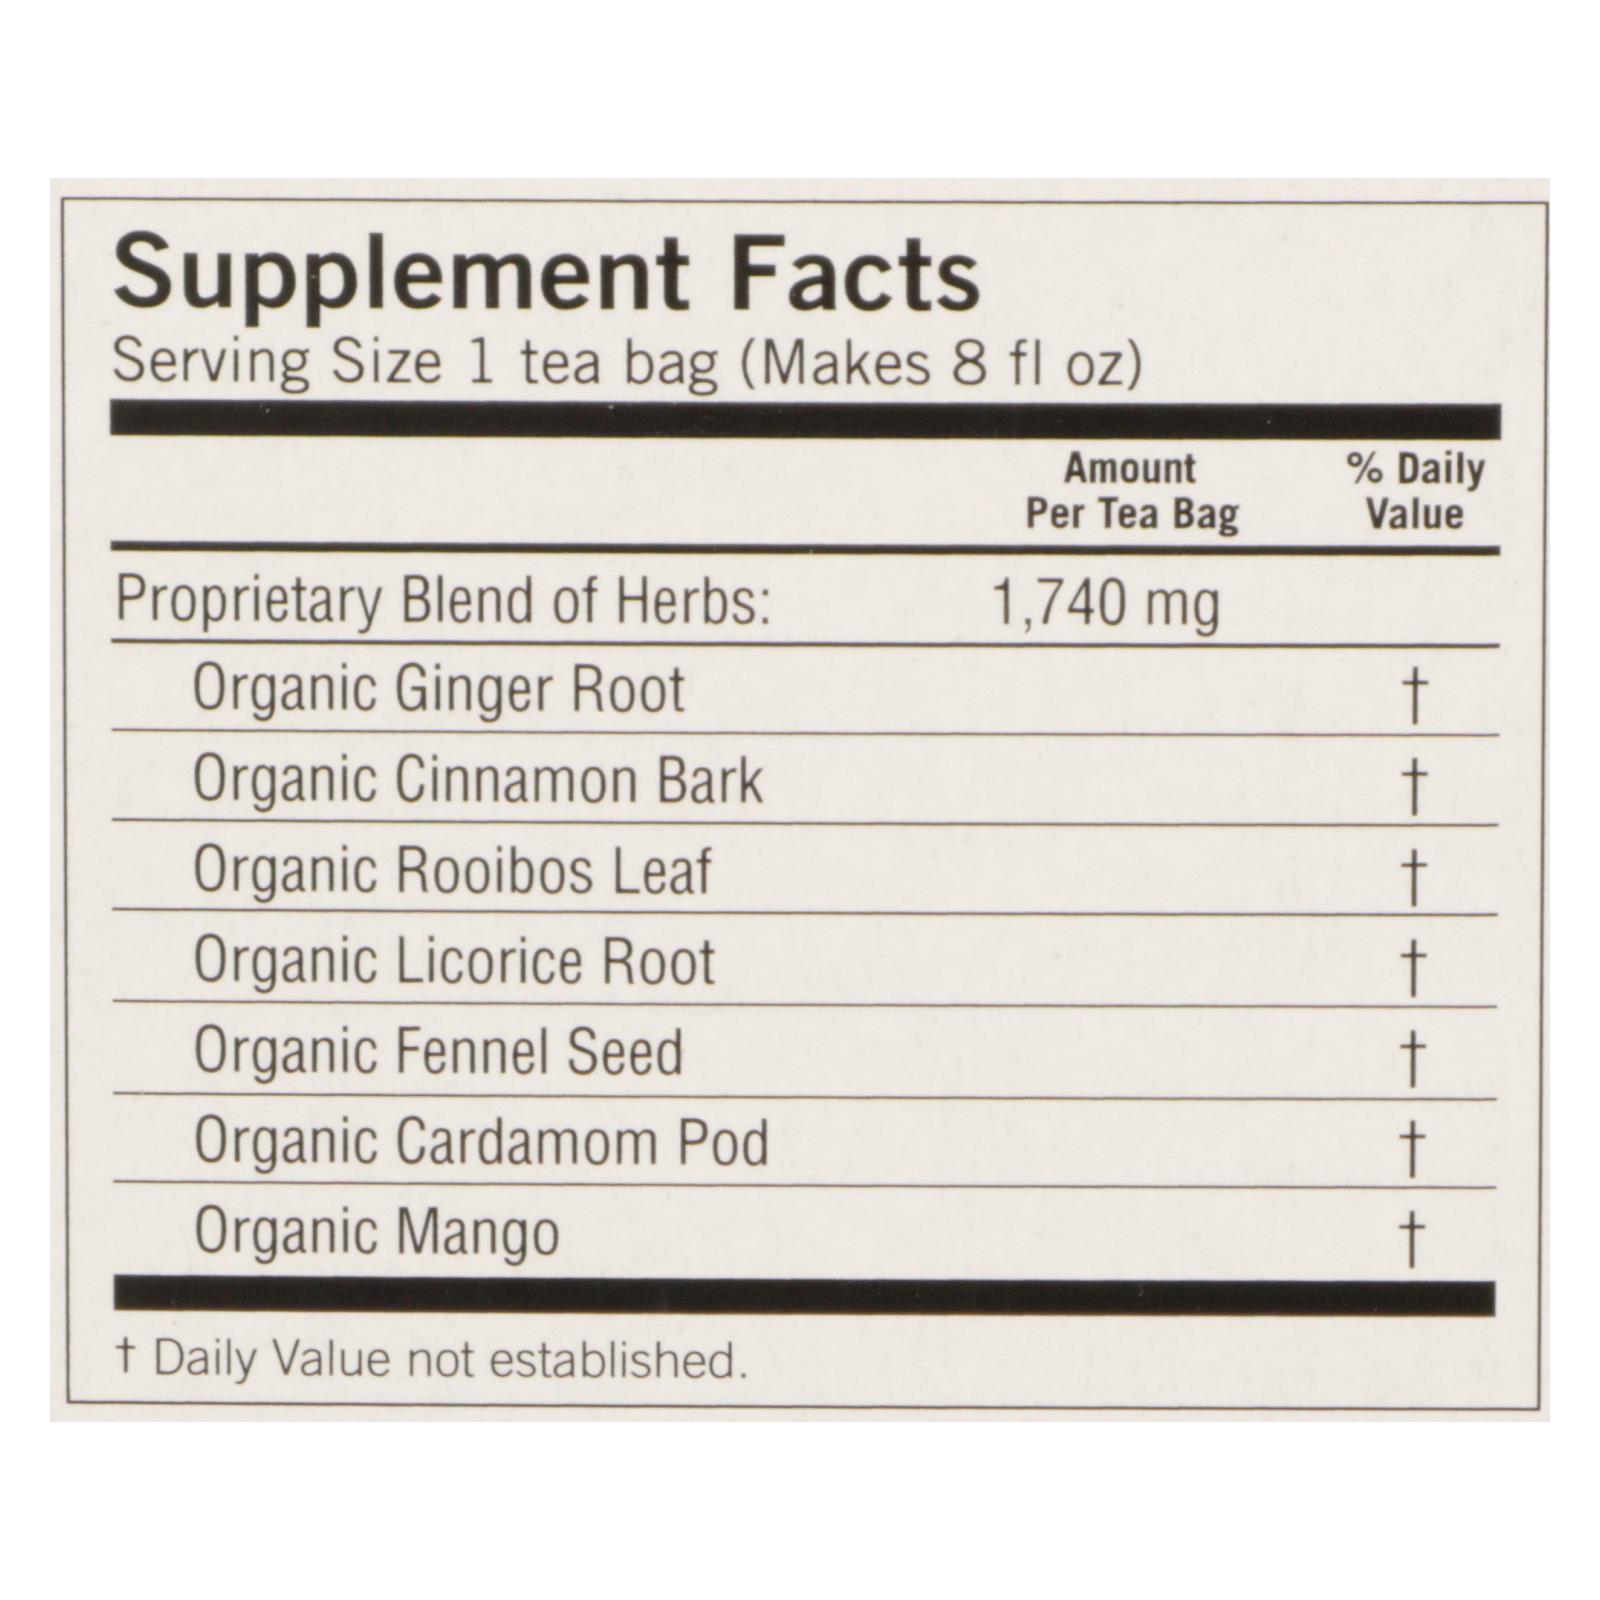 Supplement Facts
Serving Size 1 tea bag (Makes 8 fl oz)
Amount Per Tea Bag
% Daily Value
Proprietary Blend of Herbs: 1,740 mg
Organic Ginger Root †
Organic Cinnamon Bark †
Organic Rooibos Leaf †
Organic Licorice Root †
Organic Fennel Seed †
Organic Cardamom Pod †
Organic Mango †
† Daily Value not established.